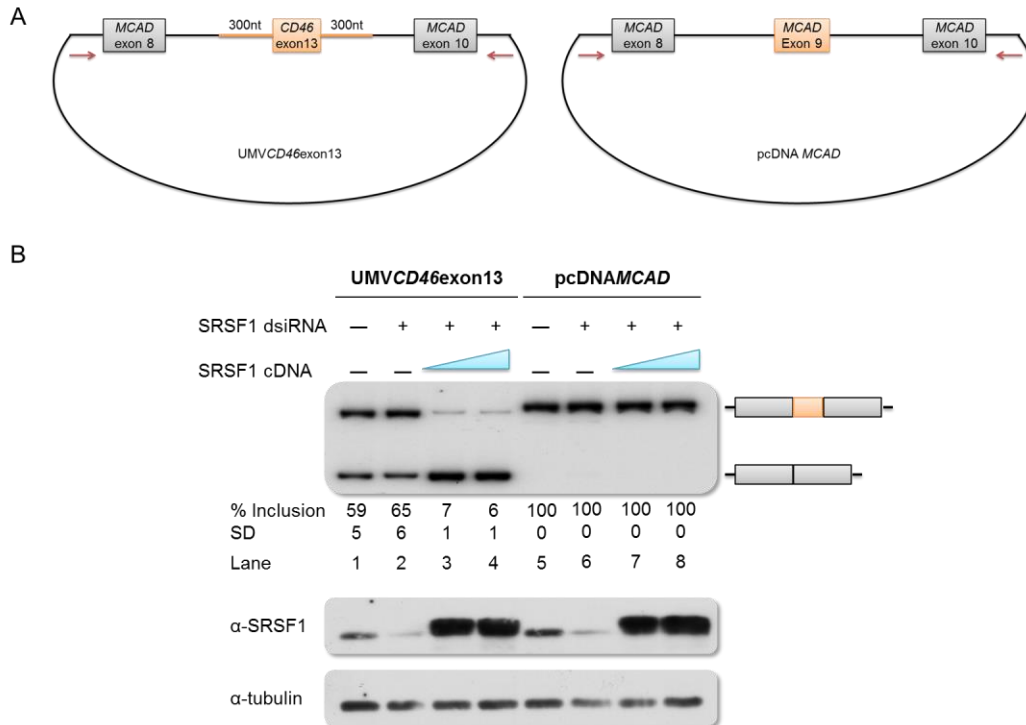 A
300nt
300nt
MCAD
exon 8
CD46
exon13
MCAD
exon 10
UMVCD46exon13
MCAD
exon 8
MCAD
Exon 9
MCAD
exon 10
pcDNA MCAD
B
UMVCD46exon13 pcDNAMCAD
SRSF1 dsiRNA — + + + — + + +
SRSF1 cDNA — — — —
% Inclusion 59 65 7 6 100 100 100 100
SD 5 6 1 1 0 0 0 0
Lane 1 2 3 4 5 6 7 8
α-SRSF1
α-tubulin